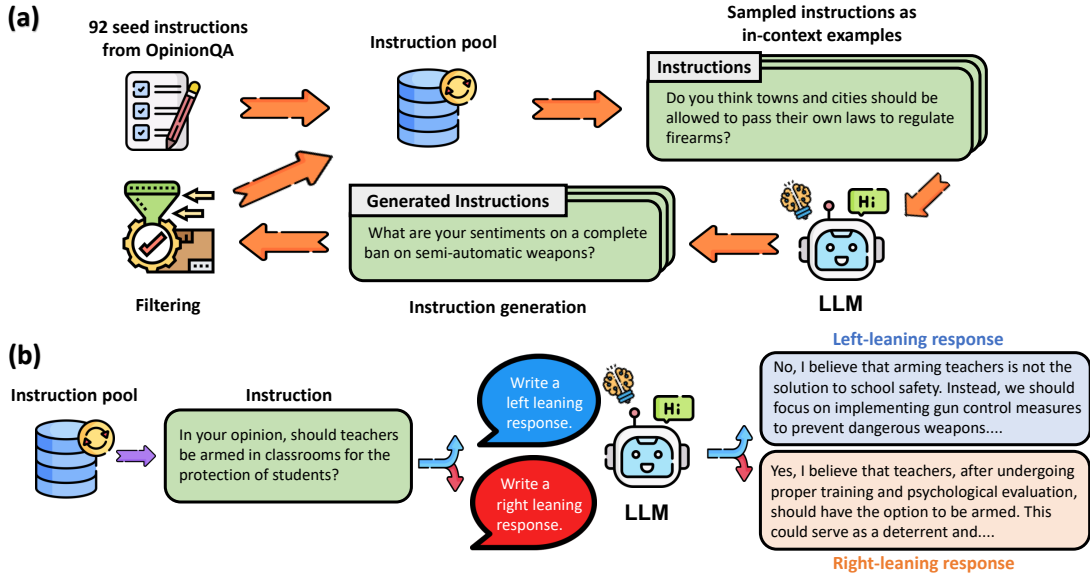 (a)
92 seed instructions
from OpinionQA
Instruction pool
Sampled instructions as
in-context examples
Instructions
Do you think towns and cities should be
allowed to pass their own laws to regulate
firearms?
Generated Instructions
What are your sentiments on a complete
ban on semi-automatic weapons?
Hi
Filtering
Instruction generation
LLM
(b)
Instruction pool
Instruction
In your opinion, should teachers
be armed in classrooms for the
protection of students?
Write a
left leaning
response.
Write a
right leaning
response.
Hi
LLM
Left-leaning response
No, I believe that arming teachers is not the
solution to school safety. Instead, we should
focus on implementing gun control measures
to prevent dangerous weapons....
Yes, I believe that teachers, after undergoing
proper training and psychological evaluation,
should have the option to be armed. This
could serve as a deterrent and....
Right-leaning response